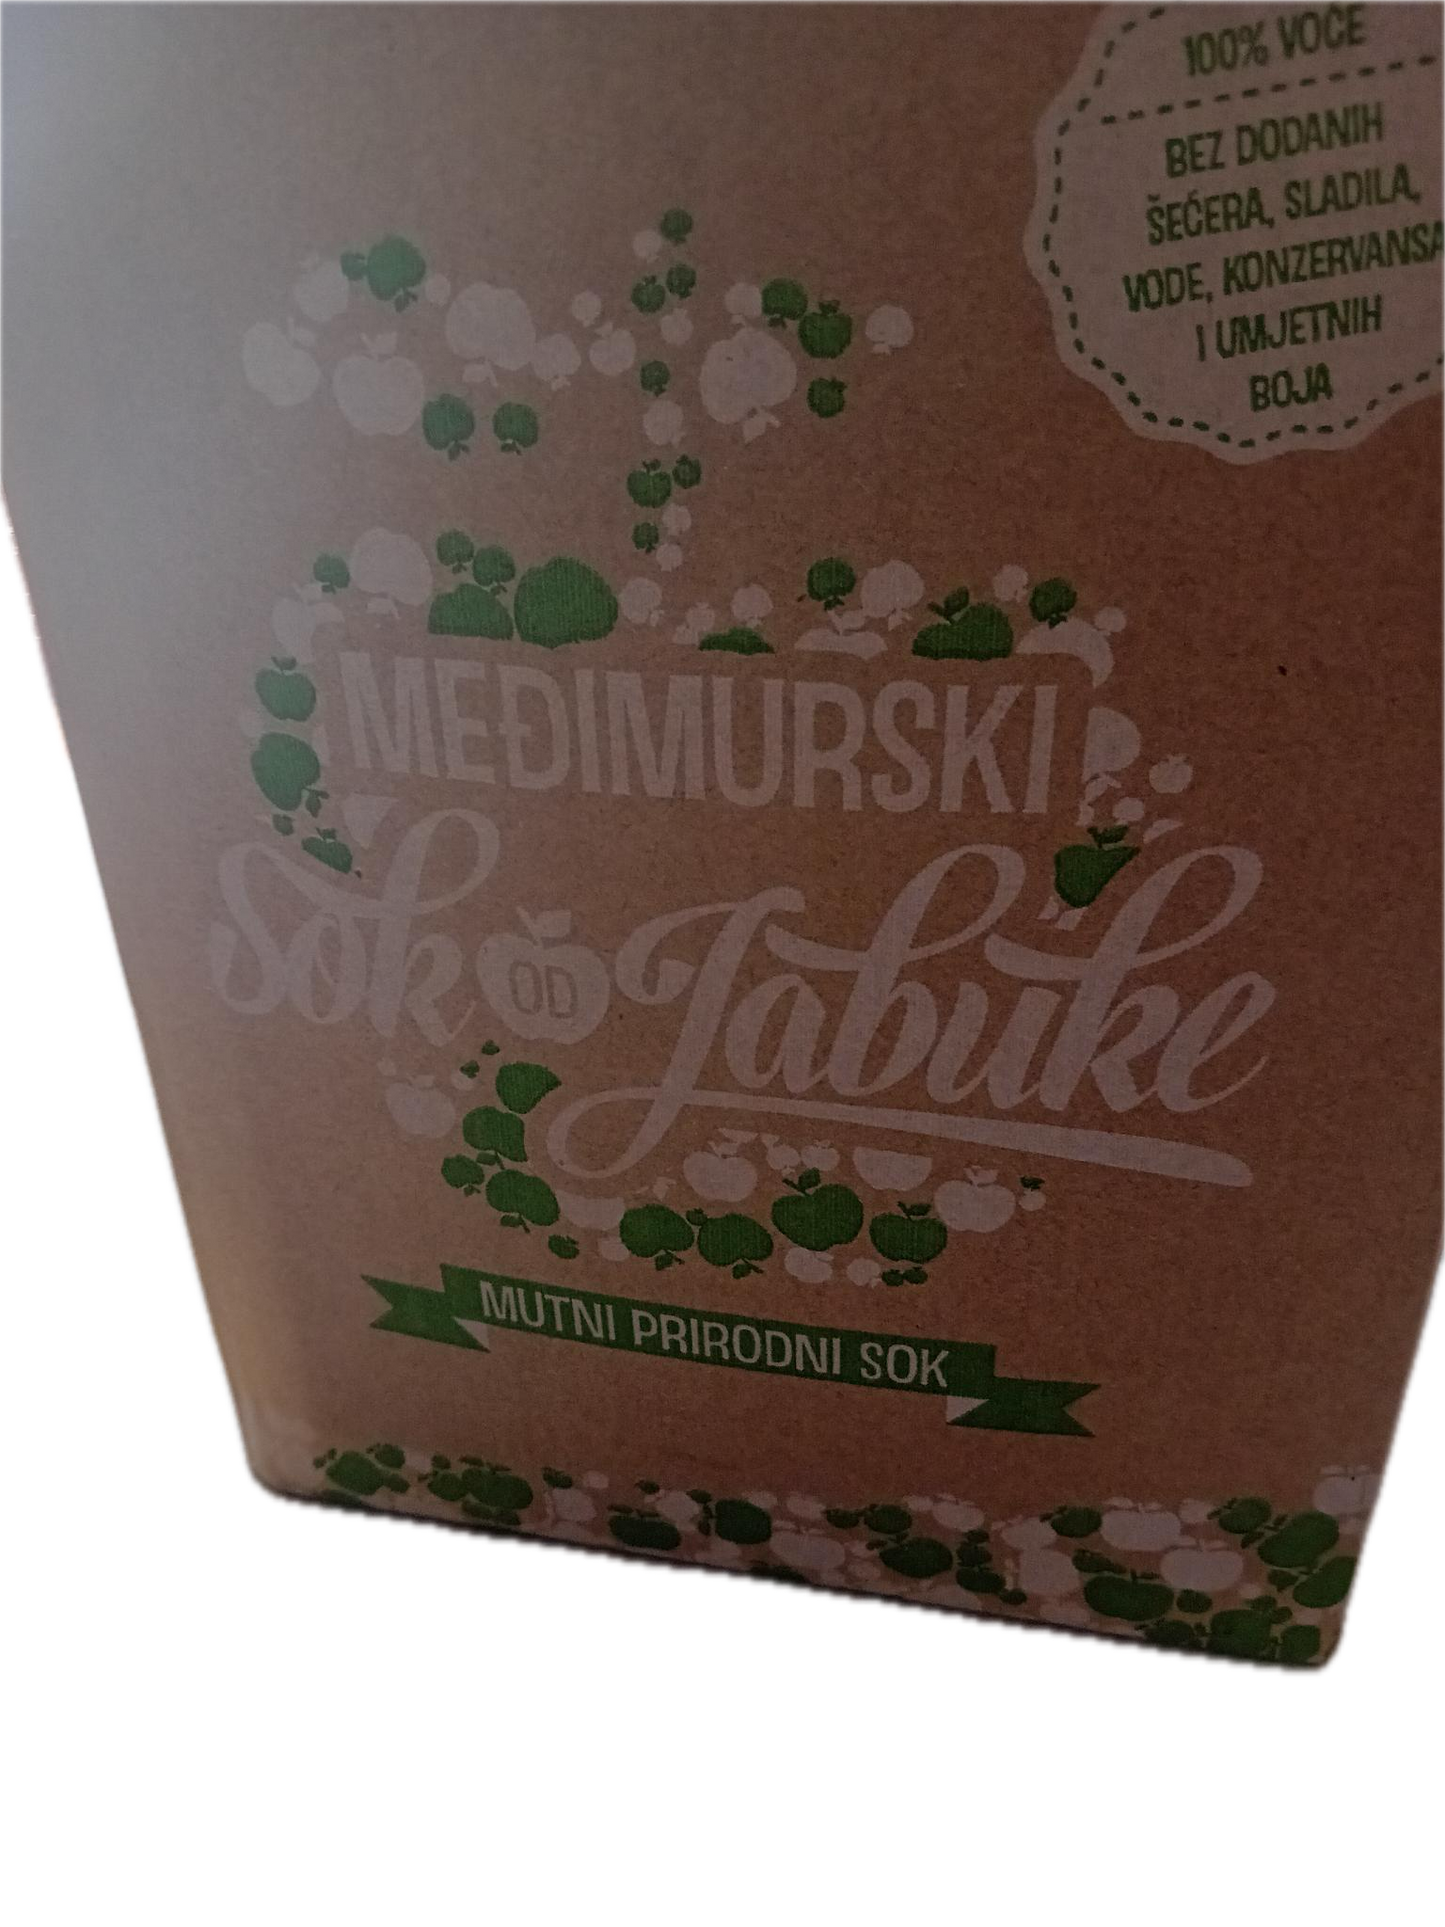 100% VOĆE
BEZ DODANIH
ŠEĆERA, SLADILA,
VODE, KONZERVANSA
I UMJETNIH
BOJA
MEĐIMURSKI
Sok OD Jabuke
MUTNI PRIRODNI SOK